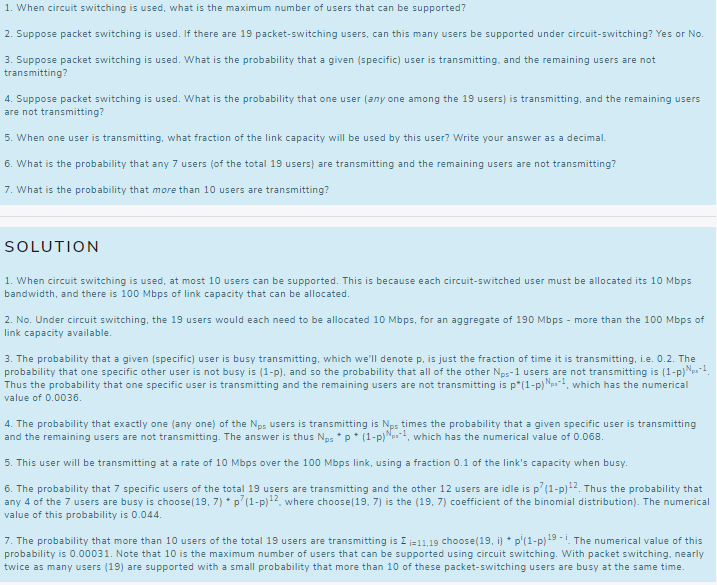 1. When circuit switching is used, what is the maximum number of users that can be supported?
2. Suppose packet switching is used. If there are 19 packet-switching users, can this many users be supported under circuit-switching? Yes or No.
3. Suppose packet switching is used. What is the probability that a given (specific) user is transmitting, and the remaining users are not
transmitting?
4. Suppose packet switching is used. What is the probability that one user (any one among the 19 users) is transmitting, and the remaining users
are not transmitting?
5. When one user is transmitting, what fraction of the link capacity will be used by this user? Write your answer as a decimal.
6. What is the probability that any 7 users (of the total 19 users) are transmitting and the remaining users are not transmitting?
7. What is the probability that more than 10 users are transmitting?
SOLUTION
1. When circuit switching is used, at most 10 users can be supported. This is because each circuit-switched user must be allocated its 10 Mbps
bandwidth, and there is 100 Mbps of link capacity that can be allocated.
2. No. Under circuit switching, the 19 users would each need to be allocated 10 Mbps, for an aggregate of 190 Mbps - more than the 100 Mbps of
link capacity available.
3. The probability that a given (specific) user is busy transmitting, which we'll denote p, is just the fraction of time it is transmitting, i.e. 0.2. The
probability that one specific other user is not busy is (1-p), and so the probability that all of the other Nps-1 users are not transmitting is (1-p)^Nps-1.
Thus the probability that one specific user is transmitting and the remaining users are not transmitting is p*(1-p)^Nps-1, which has the numerical
value of 0.0036.
4. The probability that exactly one (any one) of the Nps users is transmitting is Nps times the probability that a given specific user is transmitting
and the remaining users are not transmitting. The answer is thus Nps * p * (1-p)^Nps-1, which has the numerical value of 0.068.
5. This user will be transmitting at a rate of 10 Mbps over the 100 Mbps link, using a fraction 0.1 of the link's capacity when busy.
6. The probability that 7 specific users of the total 19 users are transmitting and the other 12 users are idle is p⁷(1-p)¹². Thus the probability that
any 4 of the 7 users are busy is choose(19, 7) * p⁷(1-p)¹², where choose(19, 7) is the (19, 7) coefficient of the binomial distribution). The numerical
value of this probability is 0.044.
7. The probability that more than 10 users of the total 19 users are transmitting is Σ i=11,19 choose(19, i) * pⁱ(1-p)^19 - i. The numerical value of this
probability is 0.00031. Note that 10 is the maximum number of users that can be supported using circuit switching. With packet switching, nearly
twice as many users (19) are supported with a small probability that more than 10 of these packet-switching users are busy at the same time.